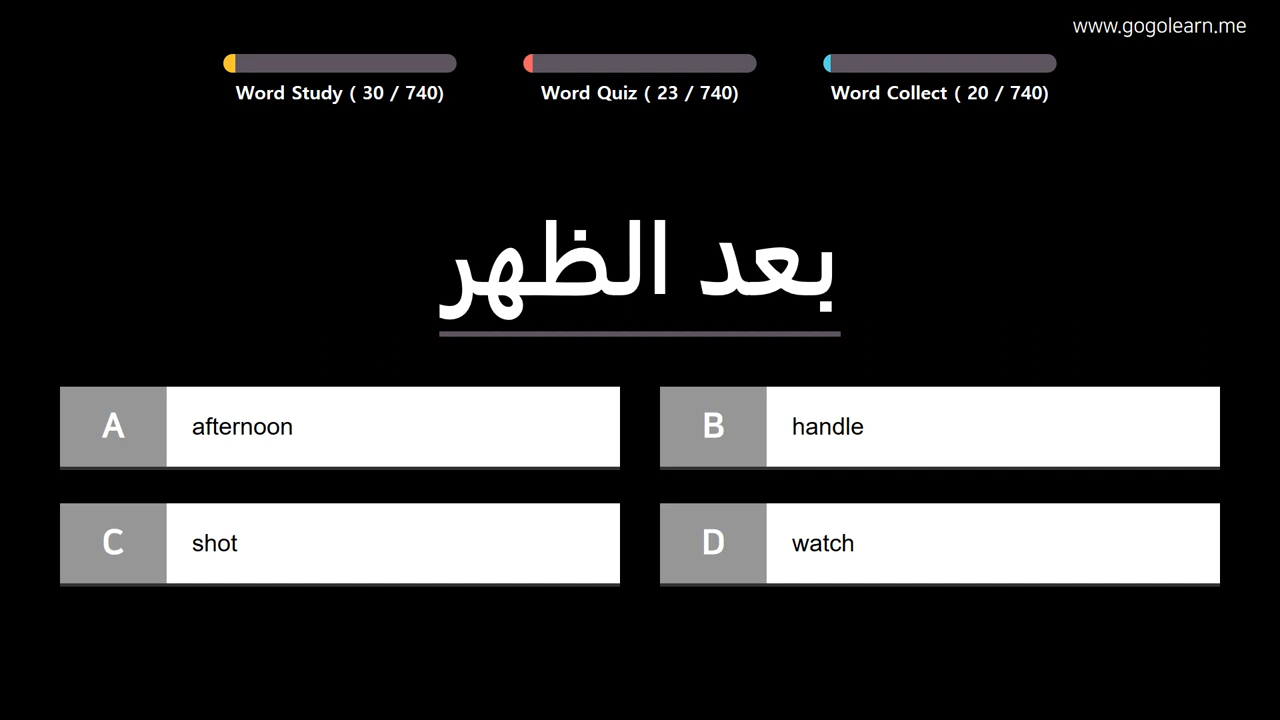 www.gogolearn.me
Word Study ( 30 / 740)
Word Quiz ( 23 / 740)
Word Collect ( 20 / 740)
بعد الظهر
A afternoon
B handle
C shot
D watch